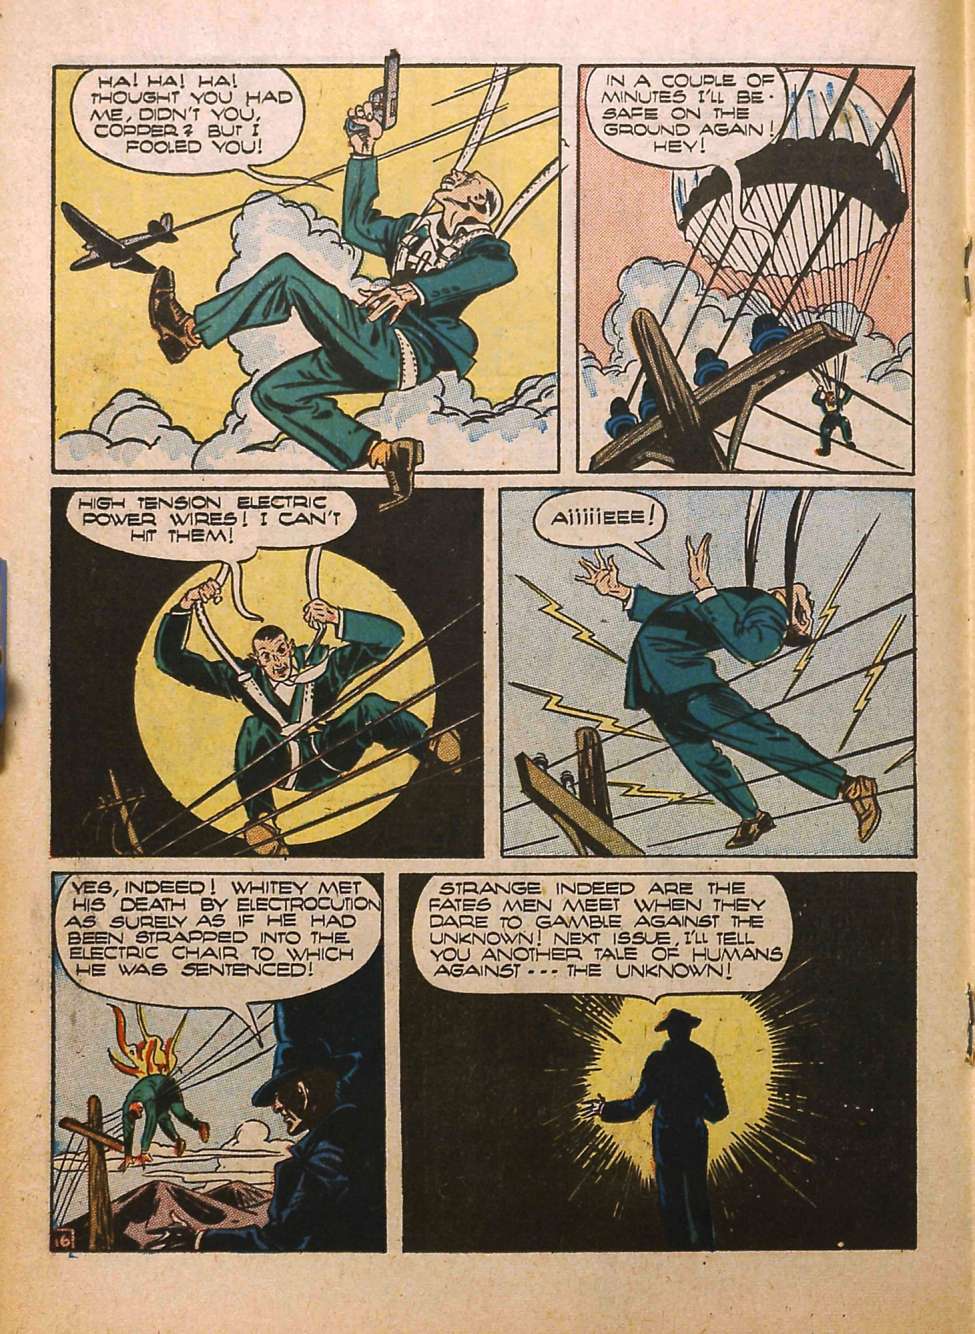 HA! HA! HA!
THOUGHT YOU HAD
ME, DIDN'T YOU,
COPPER? BUT I
FOOLED YOU!
IN A COUPLE OF
MINUTES I'LL BE
SAFE ON THE
GROUND AGAIN!
HEY!
HIGH TENSION ELECTRIC
POWER WIRES! I CAN'T
HIT THEM!
AiiiiiEEE!
YES, INDEED! WHITEY MET
HIS DEATH BY ELECTROCUTION
AS SURELY AS IF HE HAD
BEEN STRAPPED INTO THE
ELECTRIC CHAIR TO WHICH
HE WAS SENTENCED!
STRANGE INDEED ARE THE
FATES MEN MEET WHEN THEY
DARE TO GAMBLE AGAINST THE
UNKNOWN! NEXT ISSUE, I'LL TELL
YOU ANOTHER TALE OF HUMANS
AGAINST --- THE UNKNOWN!
6